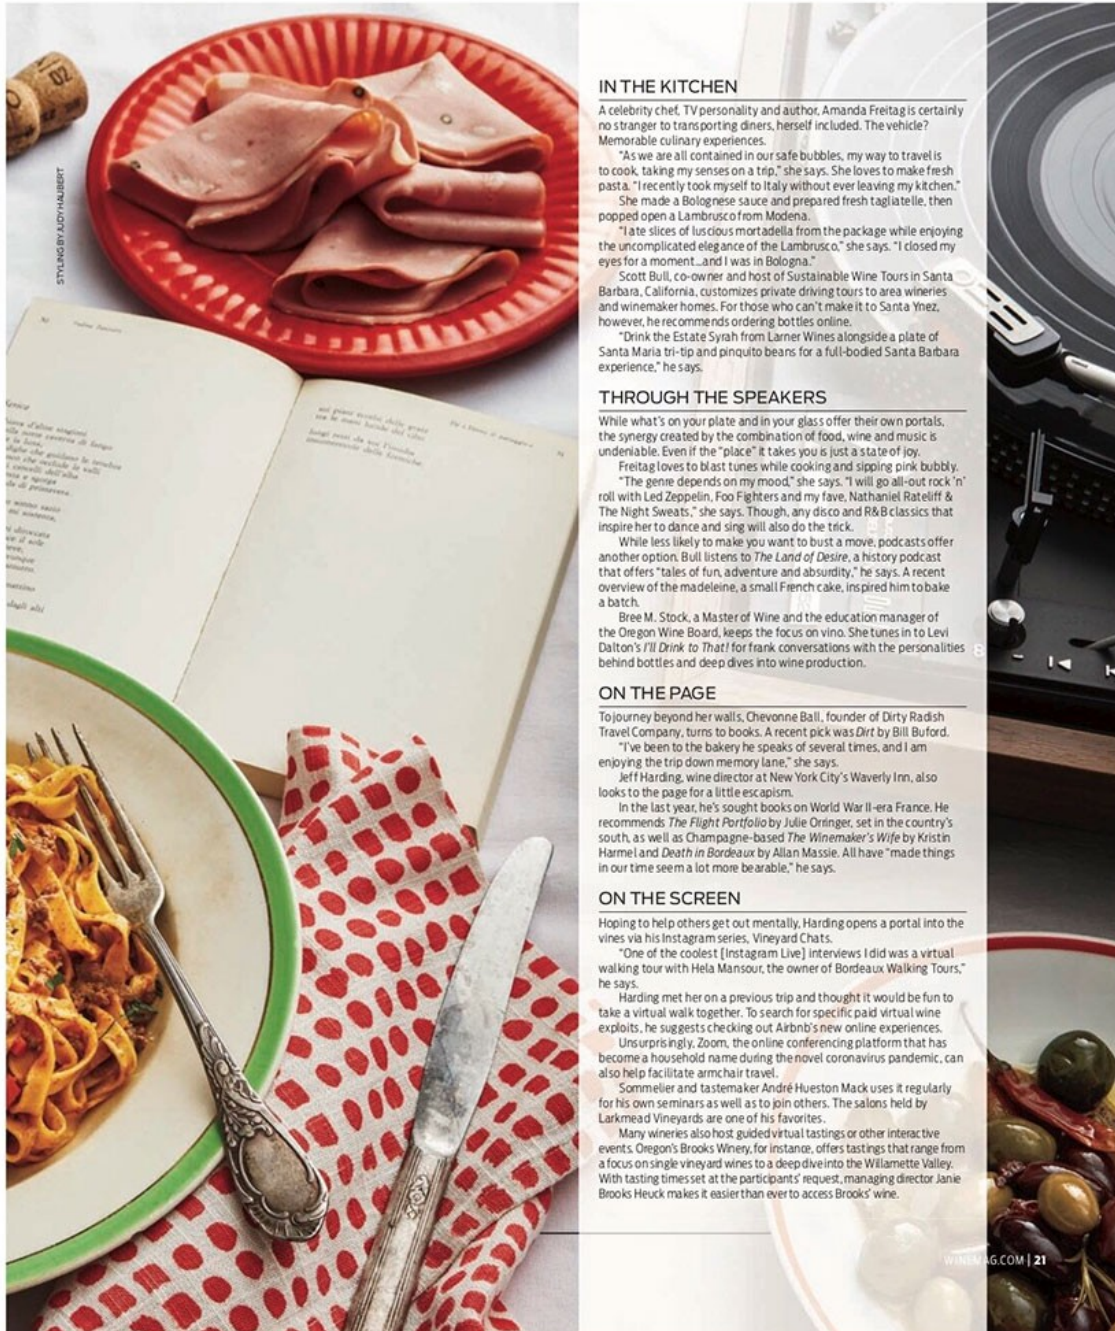 02
STYLING BY JUDY HAUBERT
IN THE KITCHEN
A celebrity chef, TV personality and author, Amanda Freitag is certainly
no stranger to transporting diners, herself included. The vehicle?
Memorable culinary experiences.
"As we are all contained in our safe bubbles, my way to travel is
to cook, taking my senses on a trip," she says. She loves to make fresh
pasta. "I recently took myself to Italy without ever leaving my kitchen."
She made a Bolognese sauce and prepared fresh tagliatelle, then
popped open a Lambrusco from Modena.
"I ate slices of luscious mortadella from the package while enjoying
the uncomplicated elegance of the Lambrusco," she says. "I closed my
eyes for a moment...and I was in Bologna."
Scott Bull, co-owner and host of Sustainable Wine Tours in Santa
Barbara, California, customizes private driving tours to area wineries
and winemaker homes. For those who can't make it to Santa Ynez,
however, he recommends ordering bottles online.
"Drink the Estate Syrah from Larner Wines alongside a plate of
Santa Maria tri-tip and pinquito beans for a full-bodied Santa Barbara
experience," he says.
THROUGH THE SPEAKERS
While what's on your plate and in your glass offer their own portals,
the synergy created by the combination of food, wine and music is
undeniable. Even if the "place" it takes you is just a state of joy.
Freitag loves to blast tunes while cooking and sipping pink bubbly.
"The genre depends on my mood," she says. "I will go all-out rock 'n'
roll with Led Zeppelin, Foo Fighters and my fave, Nathaniel Rateliff &
The Night Sweats," she says. Though, any disco and R&B classics that
inspire her to dance and sing will also do the trick.
While less likely to make you want to bust a move, podcasts offer
another option. Bull listens to The Land of Desire, a history podcast
that offers "tales of fun, adventure and absurdity," he says. A recent
overview of the madeleine, a small French cake, inspired him to bake
a batch.
Bree M. Stock, a Master of Wine and the education manager of
the Oregon Wine Board, keeps the focus on vino. She tunes in to Levi
Dalton's I'll Drink to That! for frank conversations with the personalities
behind bottles and deep dives into wine production.
ON THE PAGE
To journey beyond her walls, Chevonne Ball, founder of Dirty Radish
Travel Company, turns to books. A recent pick was Dirt by Bill Buford.
"I've been to the bakery he speaks of several times, and I am
enjoying the trip down memory lane," she says.
Jeff Harding, wine director at New York City's Waverly Inn, also
looks to the page for a little escapism.
In the last year, he's sought books on World War II-era France. He
recommends The Flight Portfolio by Julie Orringer, set in the country's
south, as well as Champagne-based The Winemaker's Wife by Kristin
Harmel and Death in Bordeaux by Allan Massie. All have "made things
in our time seem a lot more bearable," he says.
ON THE SCREEN
Hoping to help others get out mentally, Harding opens a portal into the
vines via his Instagram series, Vineyard Chats.
"One of the coolest [Instagram Live] interviews I did was a virtual
walking tour with Hela Mansour, the owner of Bordeaux Walking Tours,"
he says.
Harding met her on a previous trip and thought it would be fun to
take a virtual walk together. To search for specific paid virtual wine
exploits, he suggests checking out Airbnb's new online experiences.
Unsurprisingly, Zoom, the online conferencing platform that has
become a household name during the novel coronavirus pandemic, can
also help facilitate armchair travel.
Sommelier and tastemaker André Hueston Mack uses it regularly
for his own seminars as well as to join others. The salons held by
Larkmead Vineyards are one of his favorites.
Many wineries also host guided virtual tastings or other interactive
events. Oregon's Brooks Winery, for instance, offers tastings that range from
a focus on single vineyard wines to a deep dive into the Willamette Valley.
With tasting times set at the participants' request, managing director Janie
Brooks Heuck makes it easier than ever to access Brooks' wine.
WINEMAG.COM | 21